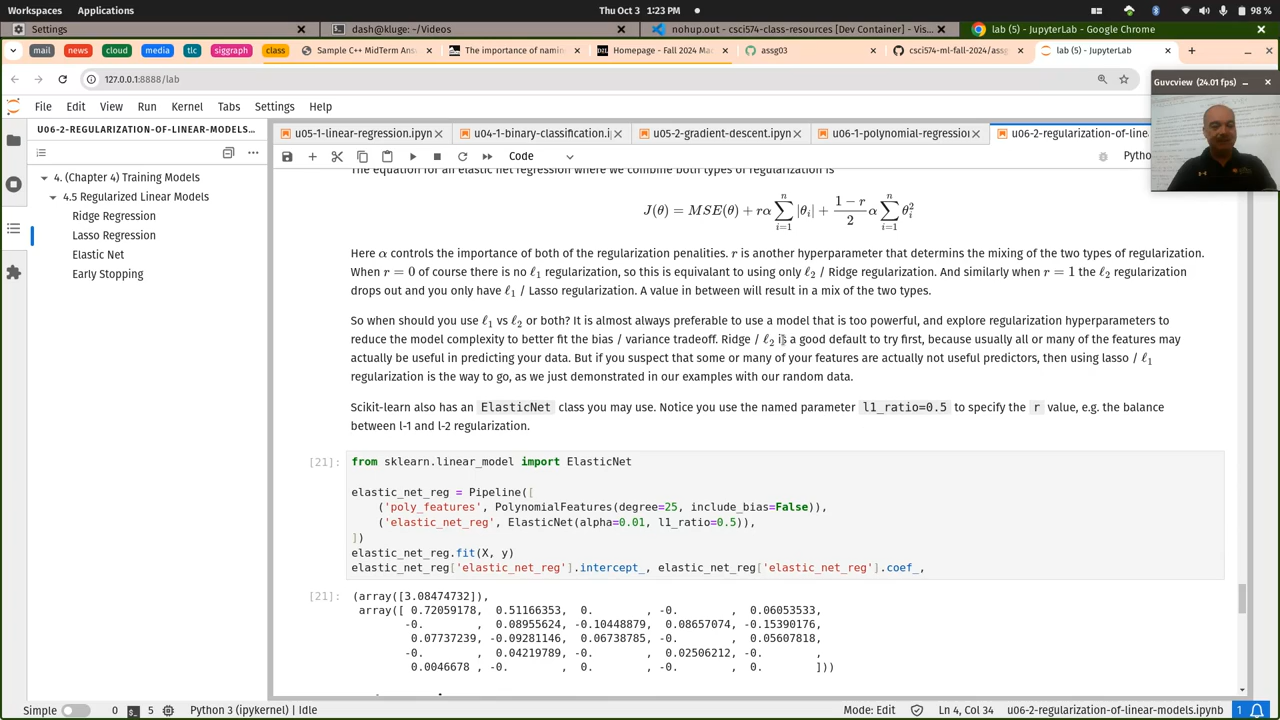 Workspaces Applications Thu Oct 3 1:23 PM 98 %
Settings dash@kluge:~/Videos nohup.out - csci574-class-resources [Dev Container] - Vis... lab (5) - JupyterLab - Google Chrome
mail news cloud media tlc siggraph class Sample C++ MidTerm An... The importance of namin Homepage - Fall 2024 Ma assg03 csci574-ml-fall-2024/assg lab (5) - JupyterLab
127.0.0.1:8888/lab
Guvcview (24.01 fps)
File Edit View Run Kernel Tabs Settings Help
U06-2-REGULARIZATION-OF-LINEAR-MODELS...
u05-1-linear-regression.ipyn u04-1-binary-classification.i u05-2-gradient-descent.ipyn u06-1-polynomial-regressio u06-2-regularization-of-line
Code Pytho
4. (Chapter 4) Training Models
4.5 Regularized Linear Models
Ridge Regression
Lasso Regression
Elastic Net
Early Stopping
The equation for an elastic net regression where we combine both types of regularization is
J(θ) = MSE(θ) + rα ∑ⁿᵢ₌₁ |θᵢ| + (1 − r)/2 α ∑ⁿᵢ₌₁ θᵢ²
Here α controls the importance of both of the regularization penalities. r is another hyperparameter that determines the mixing of the two types of regularization.
When r = 0 of course there is no ℓ₁ regularization, so this is equivalent to using only ℓ₂ / Ridge regularization. And similarly when r = 1 the ℓ₂ regularization
drops out and you only have ℓ₁ / Lasso regularization. A value in between will result in a mix of the two types.
So when should you use ℓ₁ vs ℓ₂ or both? It is almost always preferable to use a model that is too powerful, and explore regularization hyperparameters to
reduce the model complexity to better fit the bias / variance tradeoff. Ridge / ℓ₂ is a good default to try first, because usually all or many of the features may
actually be useful in predicting your data. But if you suspect that some or many of your features are actually not useful predictors, then using lasso / ℓ₁
regularization is the way to go, as we just demonstrated in our examples with our random data.
Scikit-learn also has an ElasticNet class you may use. Notice you use the named parameter l1_ratio=0.5 to specify the r value, e.g. the balance
between l-1 and l-2 regularization.
[21]: from sklearn.linear_model import ElasticNet
elastic_net_reg = Pipeline([
('poly_features', PolynomialFeatures(degree=25, include_bias=False)),
('elastic_net_reg', ElasticNet(alpha=0.01, l1_ratio=0.5)),
])
elastic_net_reg.fit(X, y)
elastic_net_reg['elastic_net_reg'].intercept_, elastic_net_reg['elastic_net_reg'].coef_,
[21]: (array([3.08474732]),
array([ 0.72059178, 0.51166353, 0. , -0. , 0.06053533,
-0. , 0.08955564, -0.10448879, 0.08657074, -0.15390176,
0.07737239, -0.09281146, 0.06738785, -0. , 0.05607818,
-0. , 0.04219789, -0. , 0.02506212, -0. ,
0.0046678 , -0. , 0. , -0. , 0. ]))
Simple 0 5 Python 3 (ipykernel) | Idle Mode: Edit Ln 4, Col 34 u06-2-regularization-of-linear-models.ipynb 1